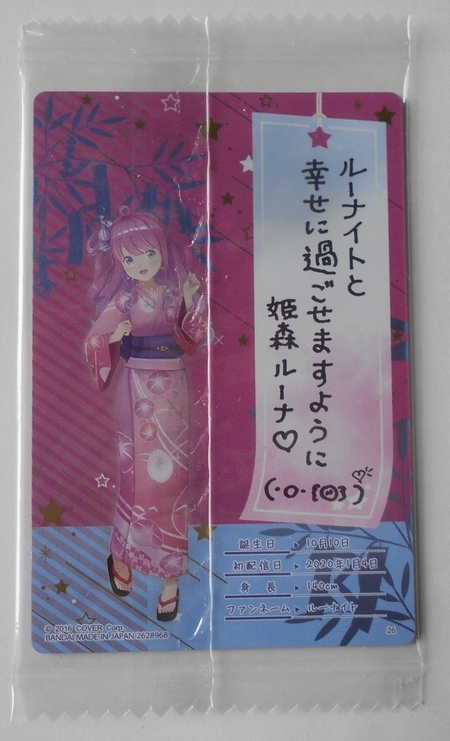 ルーナイトと
幸せに過ごせますように
姫森ルーナ♡
誕生日 ▶ 10月10日
初配信日 ▶ 2020年1月4日
身長 ▶ 140cm
ファンネーム ▶ ルーナイト
© 2016 COVER Corp.
BANDAI MADE IN JAPAN 2628968
26